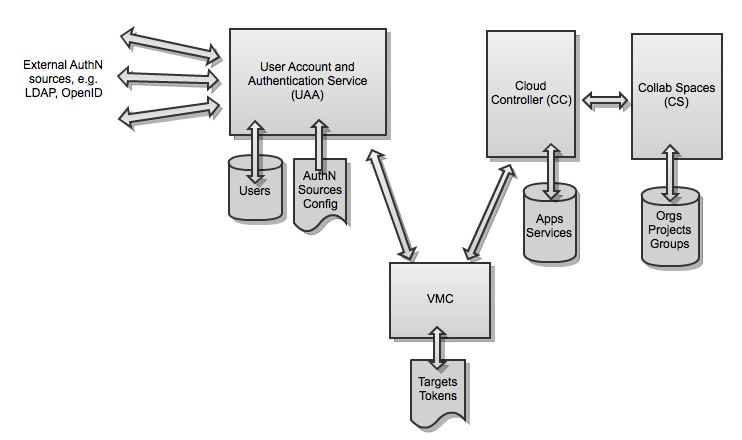 External AuthN
sources, e.g.
LDAP, OpenID
User Account and
Authentication Service
(UAA)
Users
AuthN
Sources
Config
Cloud
Controller (CC)
Collab Spaces
(CS)
Apps
Services
Orgs
Projects
Groups
VMC
Targets
Tokens